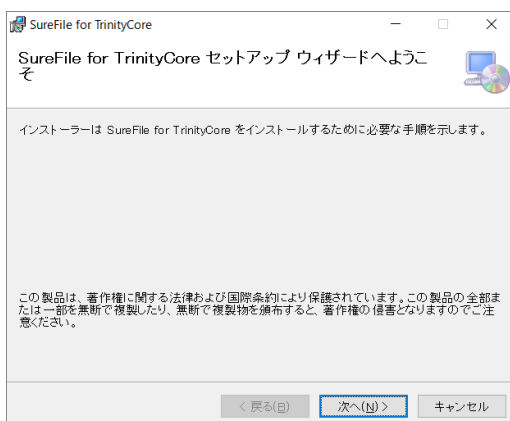 SureFile for TrinityCore
SureFile for TrinityCore セットアップ ウィザードへようこ
そ
インストーラーは SureFile for TrinityCore をインストールするために必要な手順を示します。
この製品は、著作権に関する法律および国際条約により保護されています。この製品の全部ま
たは一部を無断で複製したり、無断で複製物を頒布すると、著作権の侵害となりますのでご注
意ください。
< 戻る(B)
次へ(N) >
キャンセル